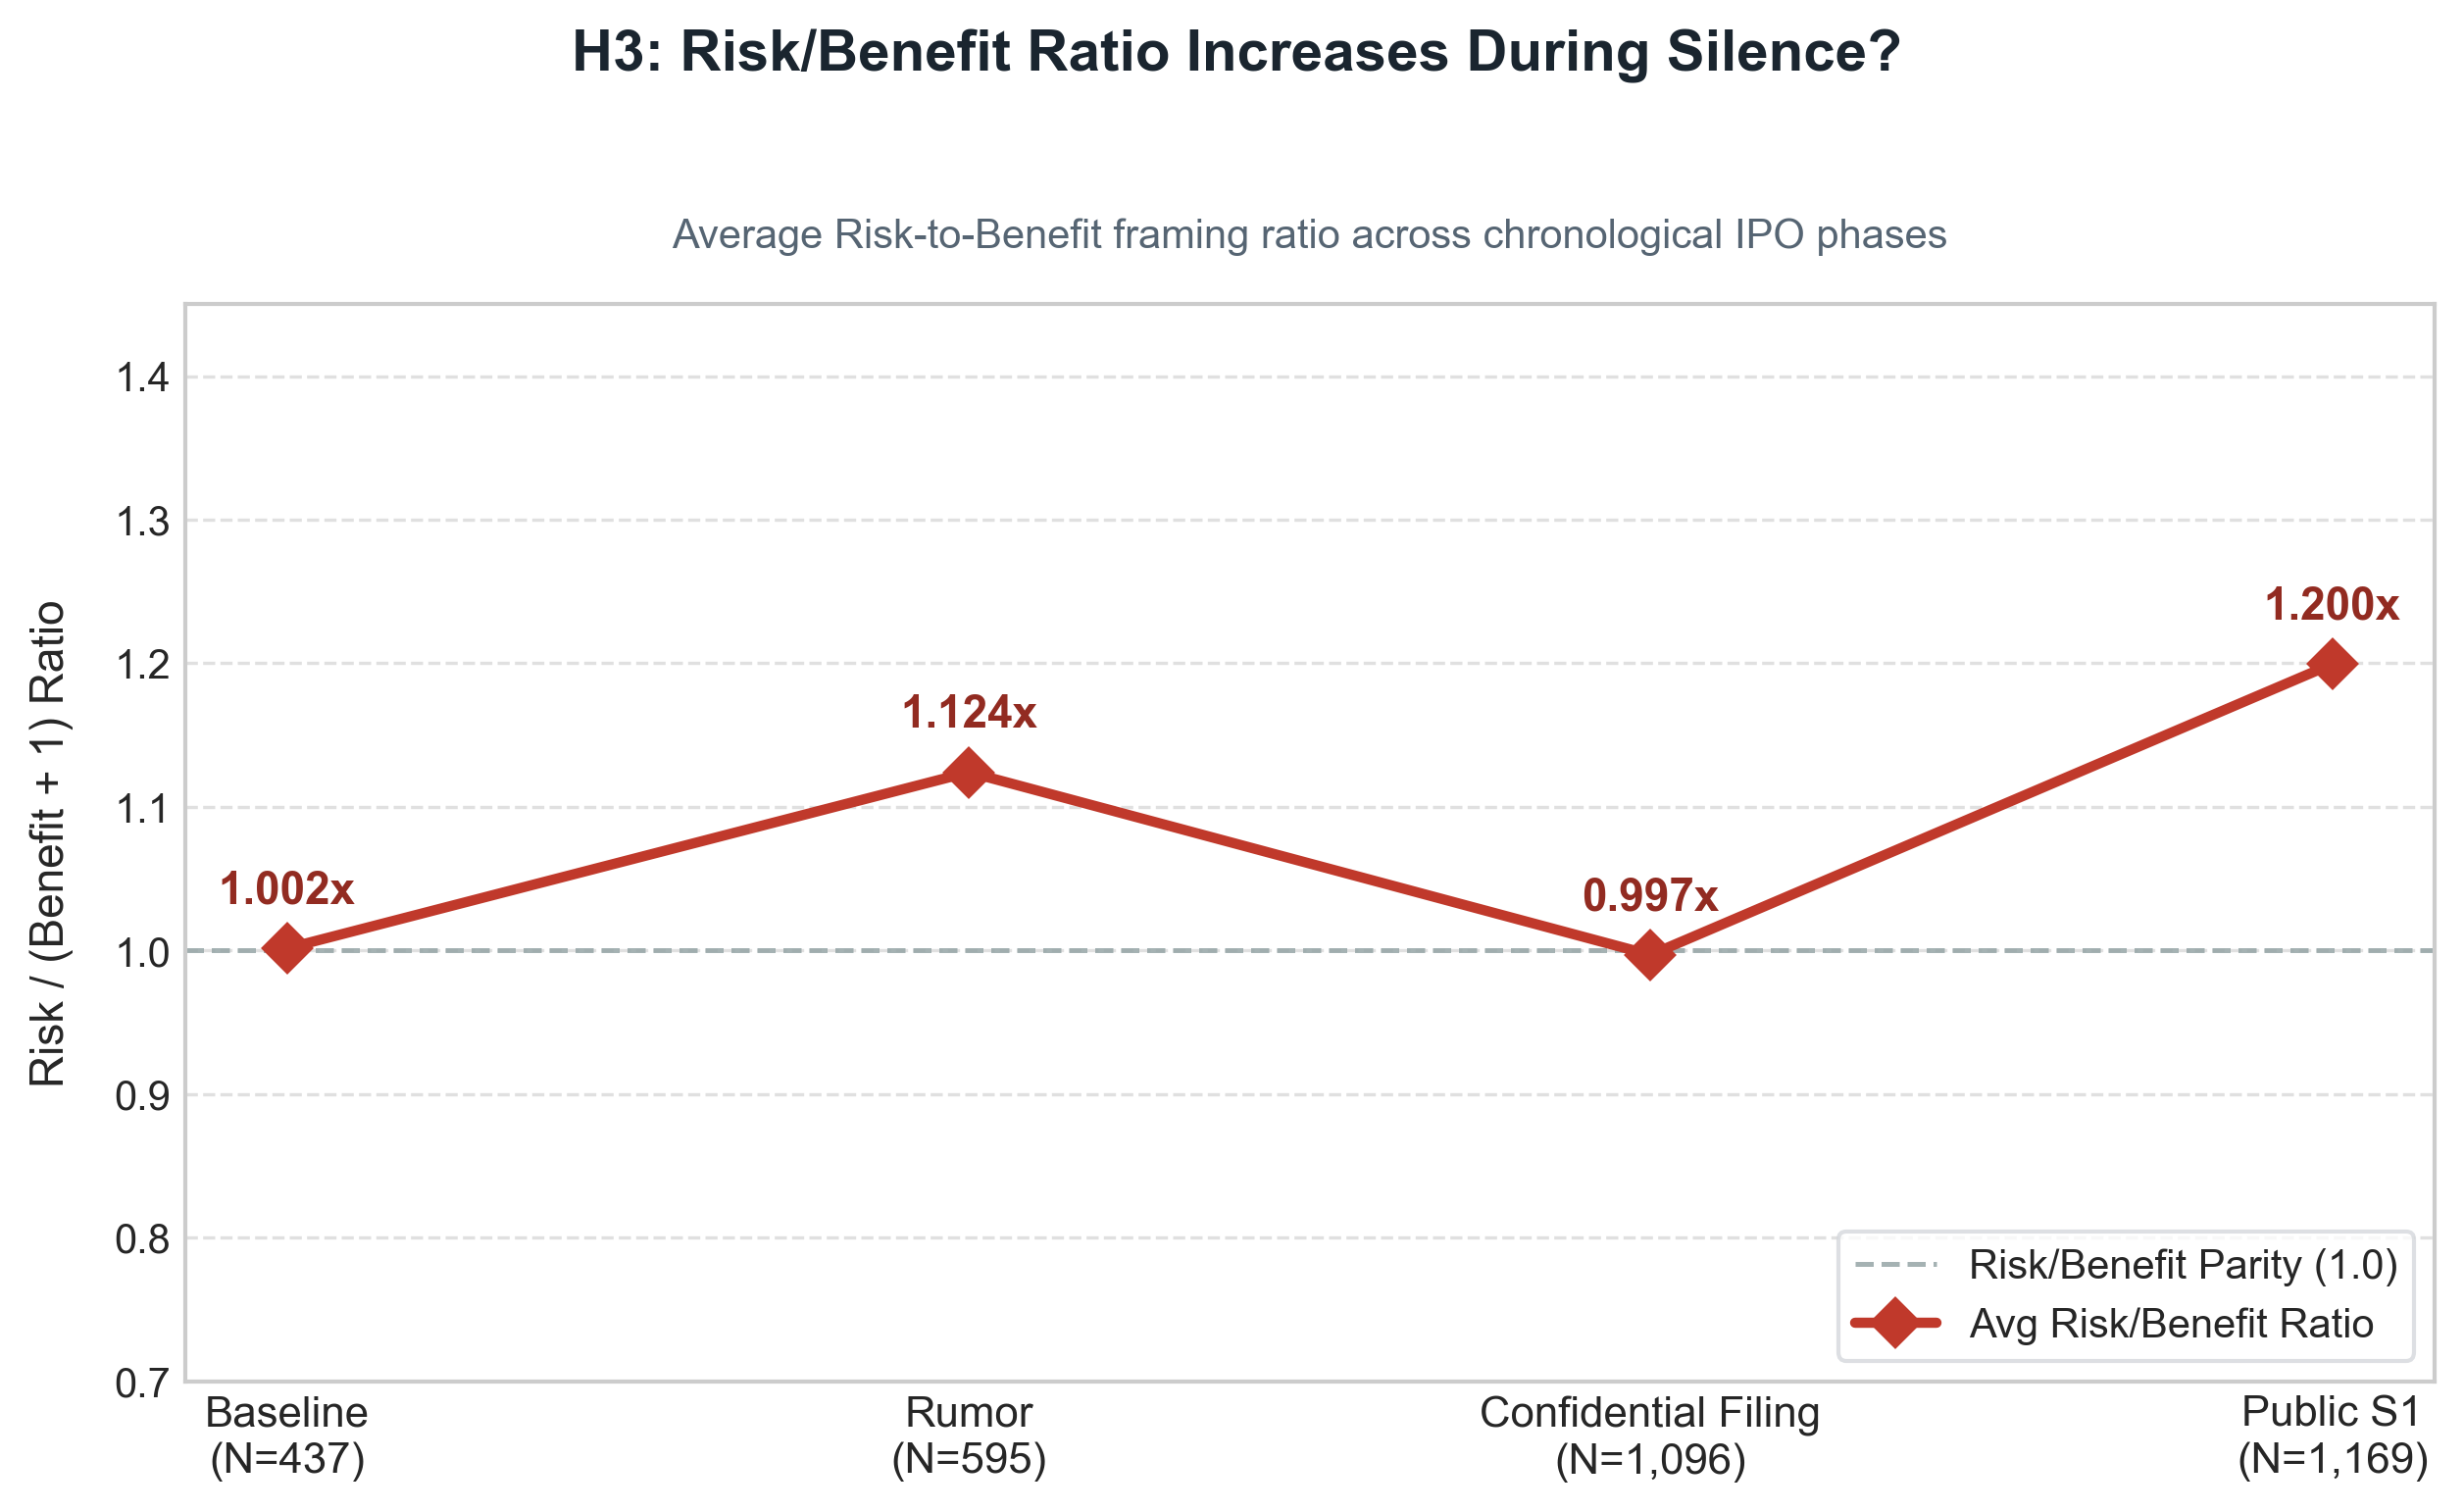 H3: Risk/Benefit Ratio Increases During Silence?
Average Risk-to-Benefit framing ratio across chronological IPO phases
Risk / (Benefit + 1) Ratio
1.4
1.3
1.2
1.1
1.0
0.9
0.8
0.7
1.002x
1.124x
0.997x
1.200x
Risk/Benefit Parity (1.0)
Avg Risk/Benefit Ratio
Baseline
(N=437)
Rumor
(N=595)
Confidential Filing
(N=1,096)
Public S1
(N=1,169)